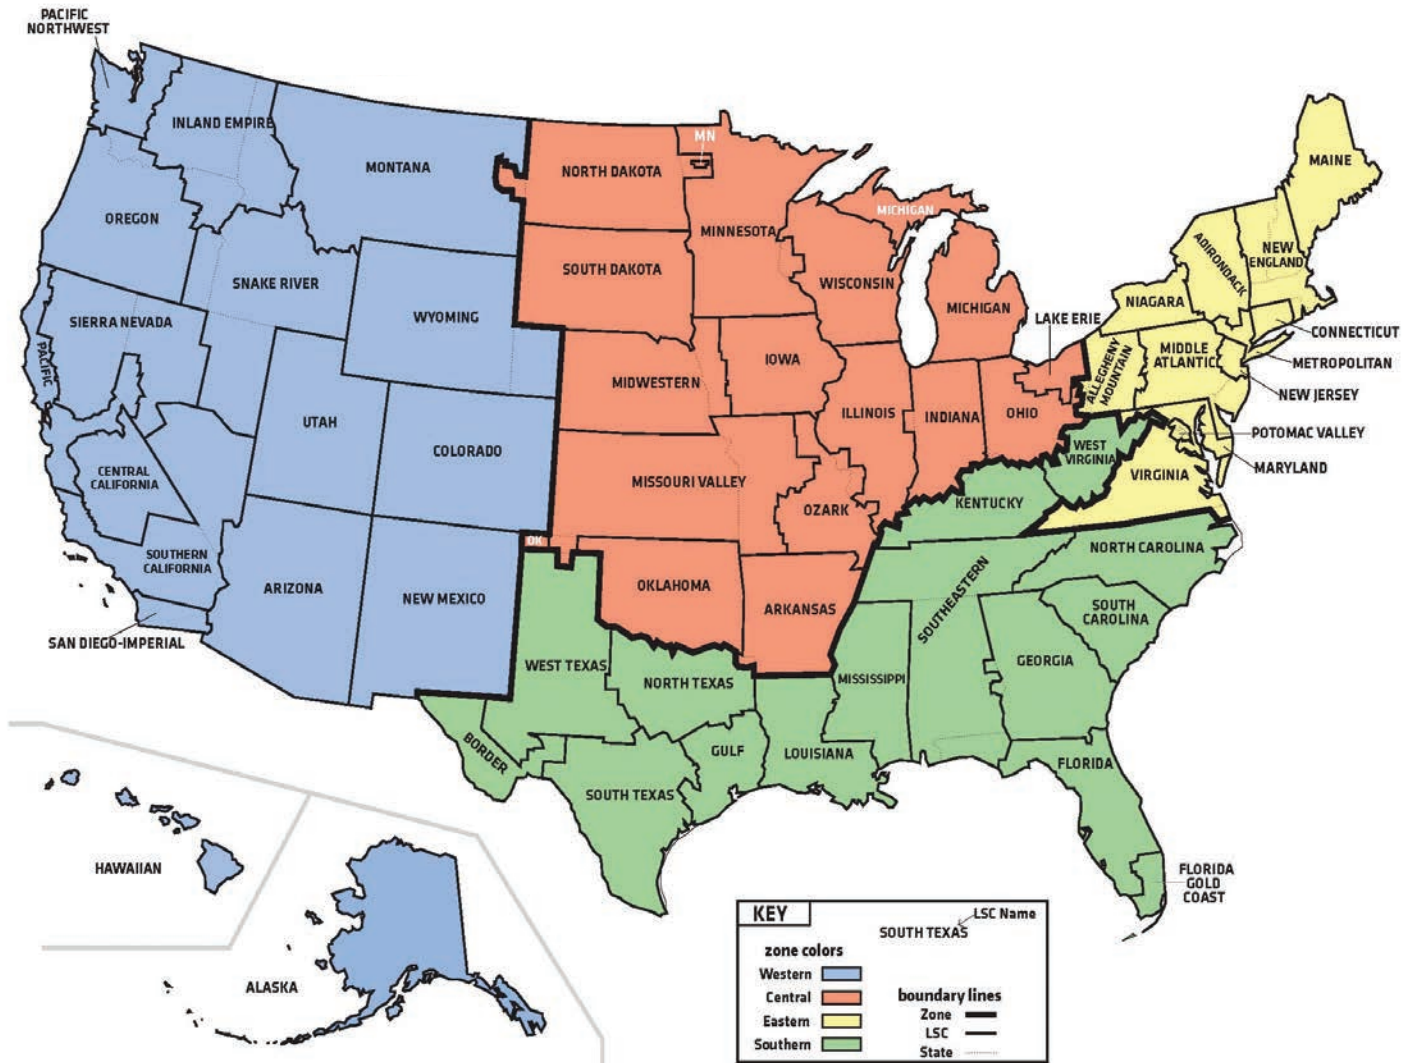 PACIFIC
NORTHWEST
INLAND EMPIRE
MONTANA
NORTH DAKOTA
MN
MICHIGAN
MAINE
OREGON
MINNESOTA
SOUTH DAKOTA
WISCONSIN
ADIRONDACK
NEW
ENGLAND
SNAKE RIVER
WYOMING
MICHIGAN
NIAGARA
LAKE ERIE
CONNECTICUT
SIERRA NEVADA
PACIFIC
IOWA
MIDWESTERN
ALLEGHENY
MOUNTAIN
MIDDLE
ATLANTIC
METROPOLITAN
NEW JERSEY
UTAH
COLORADO
ILLINOIS
INDIANA
OHIO
POTOMAC VALLEY
WEST
VIRGINIA
MARYLAND
CENTRAL
CALIFORNIA
MISSOURI VALLEY
VIRGINIA
OZARK
KENTUCKY
OK
NORTH CAROLINA
SOUTHERN
CALIFORNIA
ARIZONA
NEW MEXICO
OKLAHOMA
ARKANSAS
SOUTHEASTERN
SOUTH
CAROLINA
SAN DIEGO-IMPERIAL
WEST TEXAS
NORTH TEXAS
MISSISSIPPI
GEORGIA
BORDER
GULF
LOUISIANA
FLORIDA
SOUTH TEXAS
HAWAIIAN
FLORIDA
GOLD
COAST
ALASKA
KEY
LSC Name
SOUTH TEXAS
zone colors
Western
Central
Eastern
Southern
boundary lines
Zone
LSC
State